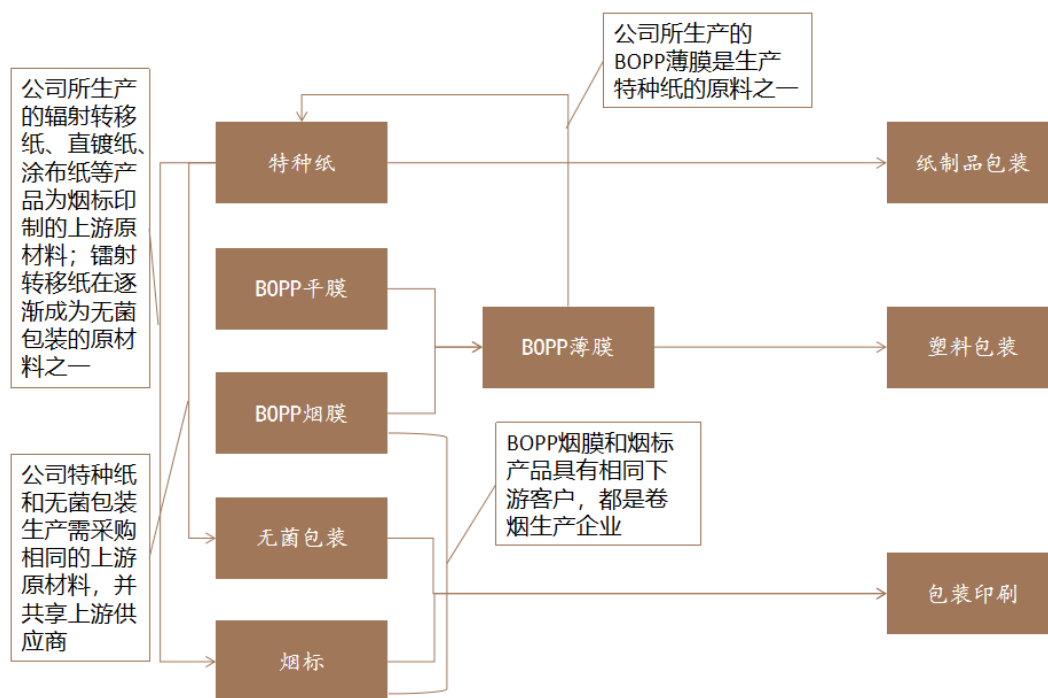 公司所生产的
BOPP薄膜是生产
特种纸的原料之一
公司所生产
的辐射转移
纸、直镀纸、
涂布纸等产
品为烟标印
制的上游原
材料；镭射
转移纸在逐
渐成为无菌
包装的原材
料之一
特种纸
纸制品包装
BOPP平膜
BOPP薄膜
塑料包装
BOPP烟膜
BOPP烟膜和烟标
产品具有相同下
游客户，都是卷
烟生产企业
公司特种纸
和无菌包装
生产需采购
相同的上游
原材料，并
共享上游供
应商
无菌包装
包装印刷
烟标